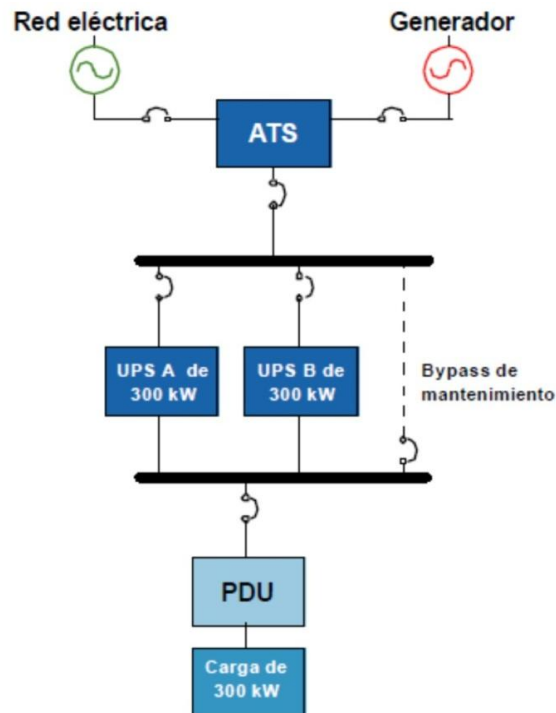 Red eléctrica
Generador
ATS
UPS A de
300 kW
UPS B de
300 kW
Bypass de
mantenimiento
PDU
Carga de
300 kW